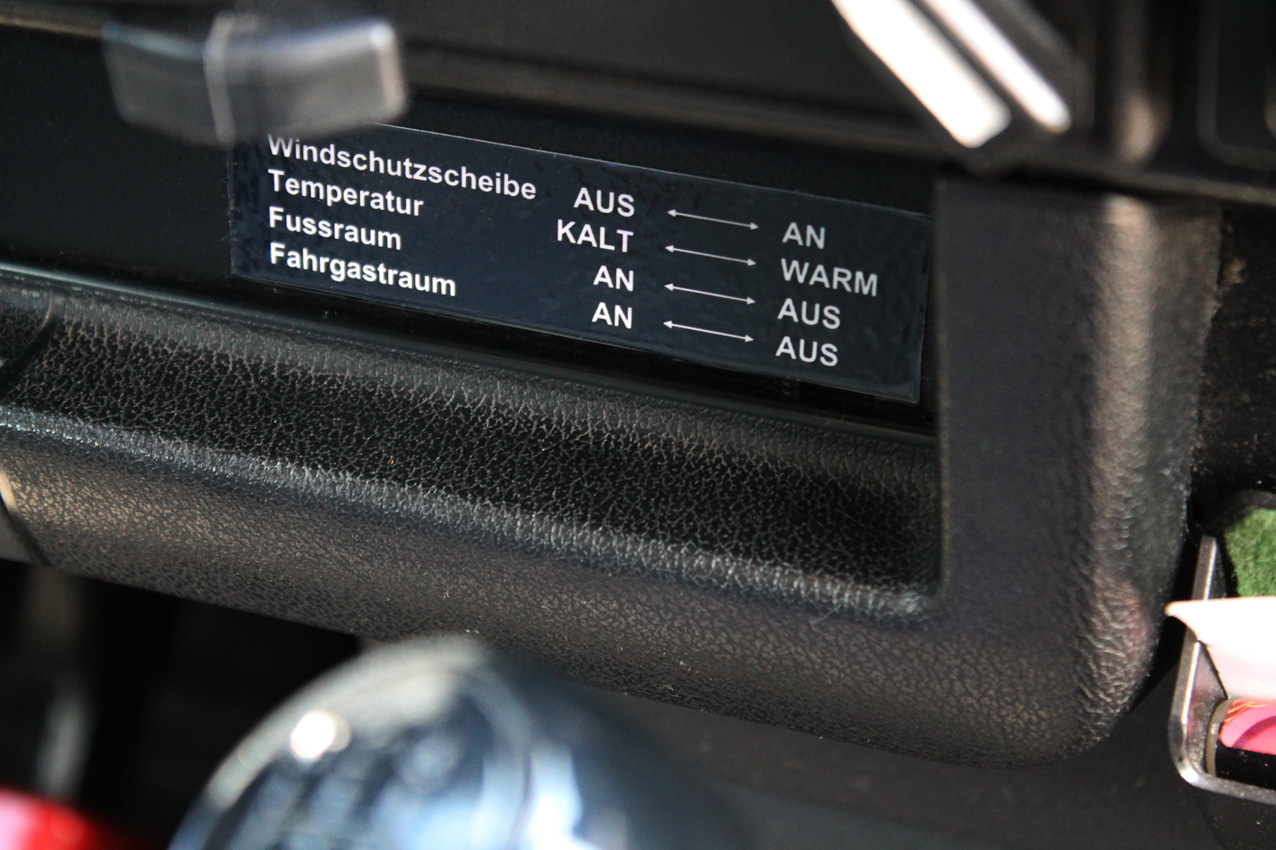 Windschutzscheibe AUS ↔ AN
Temperatur KALT ↔ WARM
Fussraum AN ↔ AUS
Fahrgastraum AN ↔ AUS